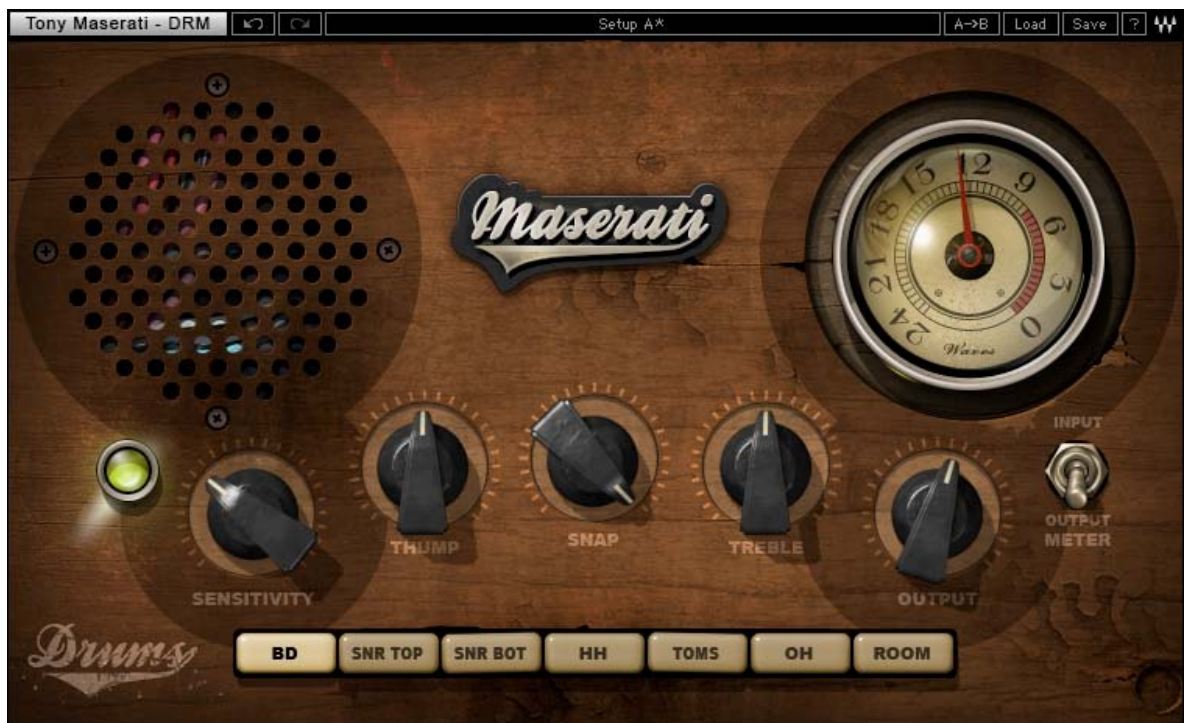 Tony Maserati - DRM
Setup A*
A->B
Load
Save
?
Maserati
24 21 18 15 12 9 6 3 0
Waves
INPUT
OUTPUT
METER
SENSITIVITY
THUMP
SNAP
TREBLE
OUTPUT
Drums
BD
SNR TOP
SNR BOT
HH
TOMS
OH
ROOM